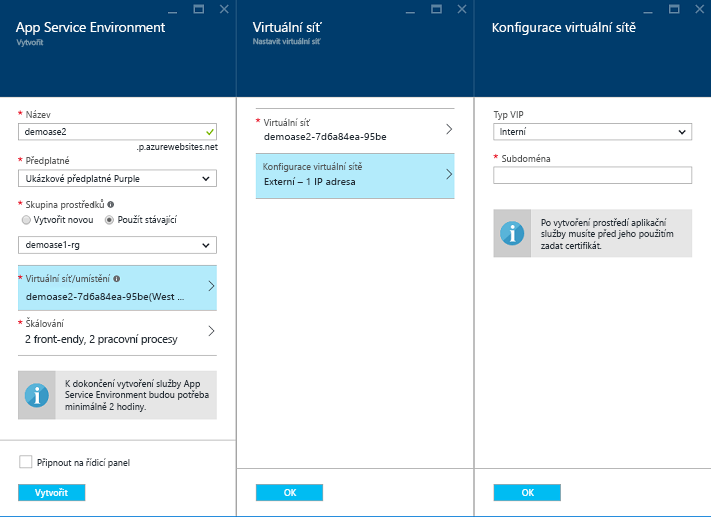 App Service Environment
Vytvořit
* Název
demoase2
.p.azurewebsites.net
* Předplatné
Ukázkové předplatné Purple
* Skupina prostředků
Vytvořit novou
Použít stávající
demoase1-rg
* Virtuální síť/umístění
demoase2-7d6a84ea-95be(West ...
* Škálování
2 front-endy, 2 pracovní procesy
K dokončení vytvoření služby App
Service Environment budou potřeba
minimálně 2 hodiny.
Připnout na řídicí panel
Vytvořit
Virtuální síť
Nastavit virtuální síť
* Virtuální síť
demoase2-7d6a84ea-95be
Konfigurace virtuální sítě
Externí – 1 IP adresa
OK
Konfigurace virtuální sítě
Typ VIP
Interní
* Subdoména
Po vytvoření prostředí aplikační
služby musíte před jeho použitím
zadat certifikát.
OK